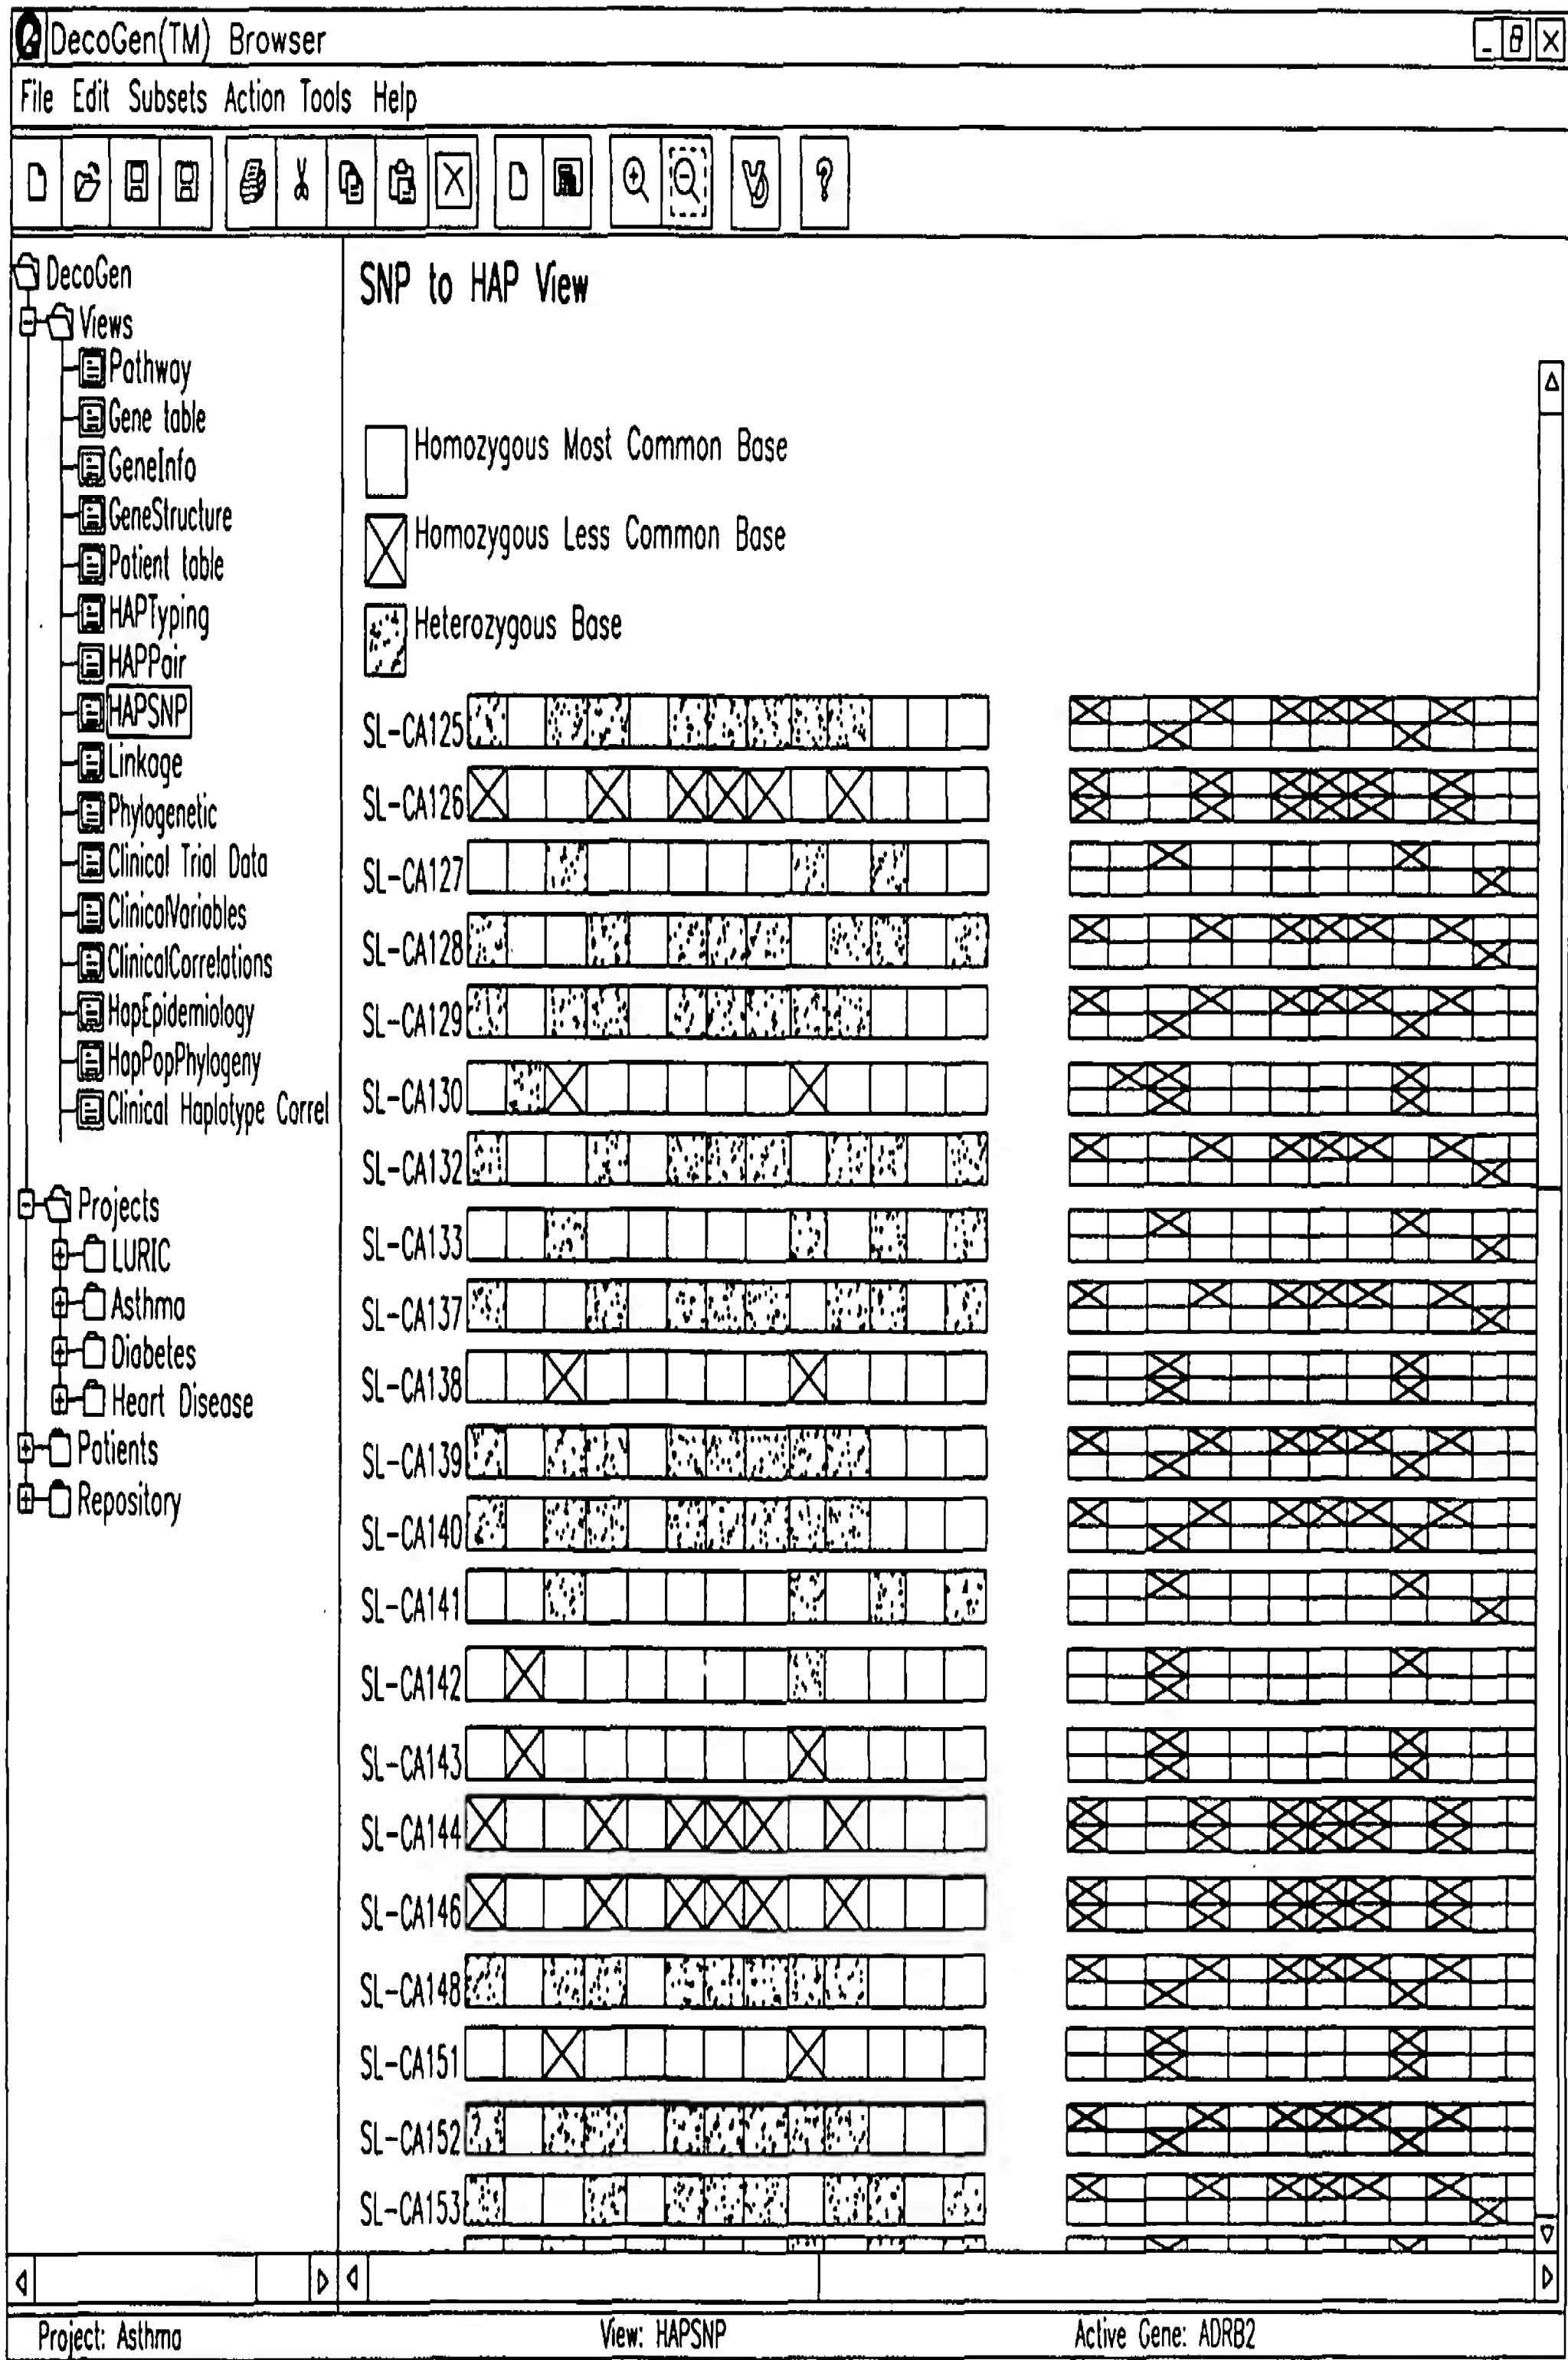 DecoGen(TM) Browser
File Edit Subsets Action Tools Help
DecoGen
Views
Pathway
Gene table
GeneInfo
GeneStructure
Patient table
HAPTyping
HAPPair
HAPSNP
Linkage
Phylogenetic
Clinical Trial Data
ClinicalVariables
ClinicalCorrelations
HapEpidemiology
HapPopPhylogeny
Clinical Haplotype Correl
Projects
LURIC
Asthma
Diabetes
Heart Disease
Patients
Repository
SNP to HAP View
Homozygous Most Common Base
Homozygous Less Common Base
Heterozygous Base
SL-CA125
SL-CA126
SL-CA127
SL-CA128
SL-CA129
SL-CA130
SL-CA132
SL-CA133
SL-CA137
SL-CA138
SL-CA139
SL-CA140
SL-CA141
SL-CA142
SL-CA143
SL-CA144
SL-CA146
SL-CA148
SL-CA151
SL-CA152
SL-CA153
Project: Asthma
View: HAPSNP
Active Gene: ADRB2